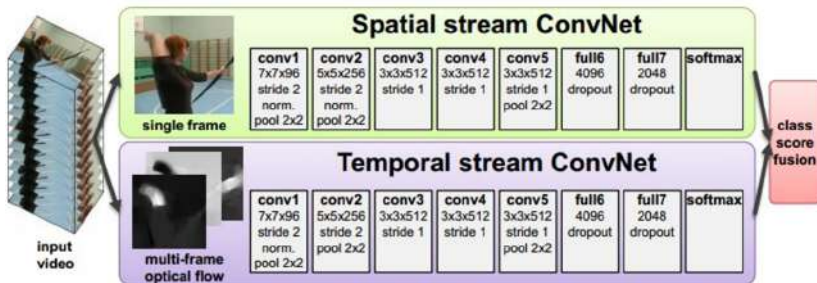 Spatial stream ConvNet
conv1
7x7x96
stride 2
norm.
pool 2x2
conv2
5x5x256
stride 2
norm.
pool 2x2
conv3
3x3x512
stride 1
conv4
3x3x512
stride 1
conv5
3x3x512
stride 1
pool 2x2
full6
4096
dropout
full7
2048
dropout
softmax
single frame
Temporal stream ConvNet
conv1
7x7x96
stride 2
norm.
pool 2x2
conv2
5x5x256
stride 2
pool 2x2
conv3
3x3x512
stride 1
conv4
3x3x512
stride 1
conv5
3x3x512
stride 1
pool 2x2
full6
4096
dropout
full7
2048
dropout
softmax
multi-frame
optical flow
input
video
class
score
fusion